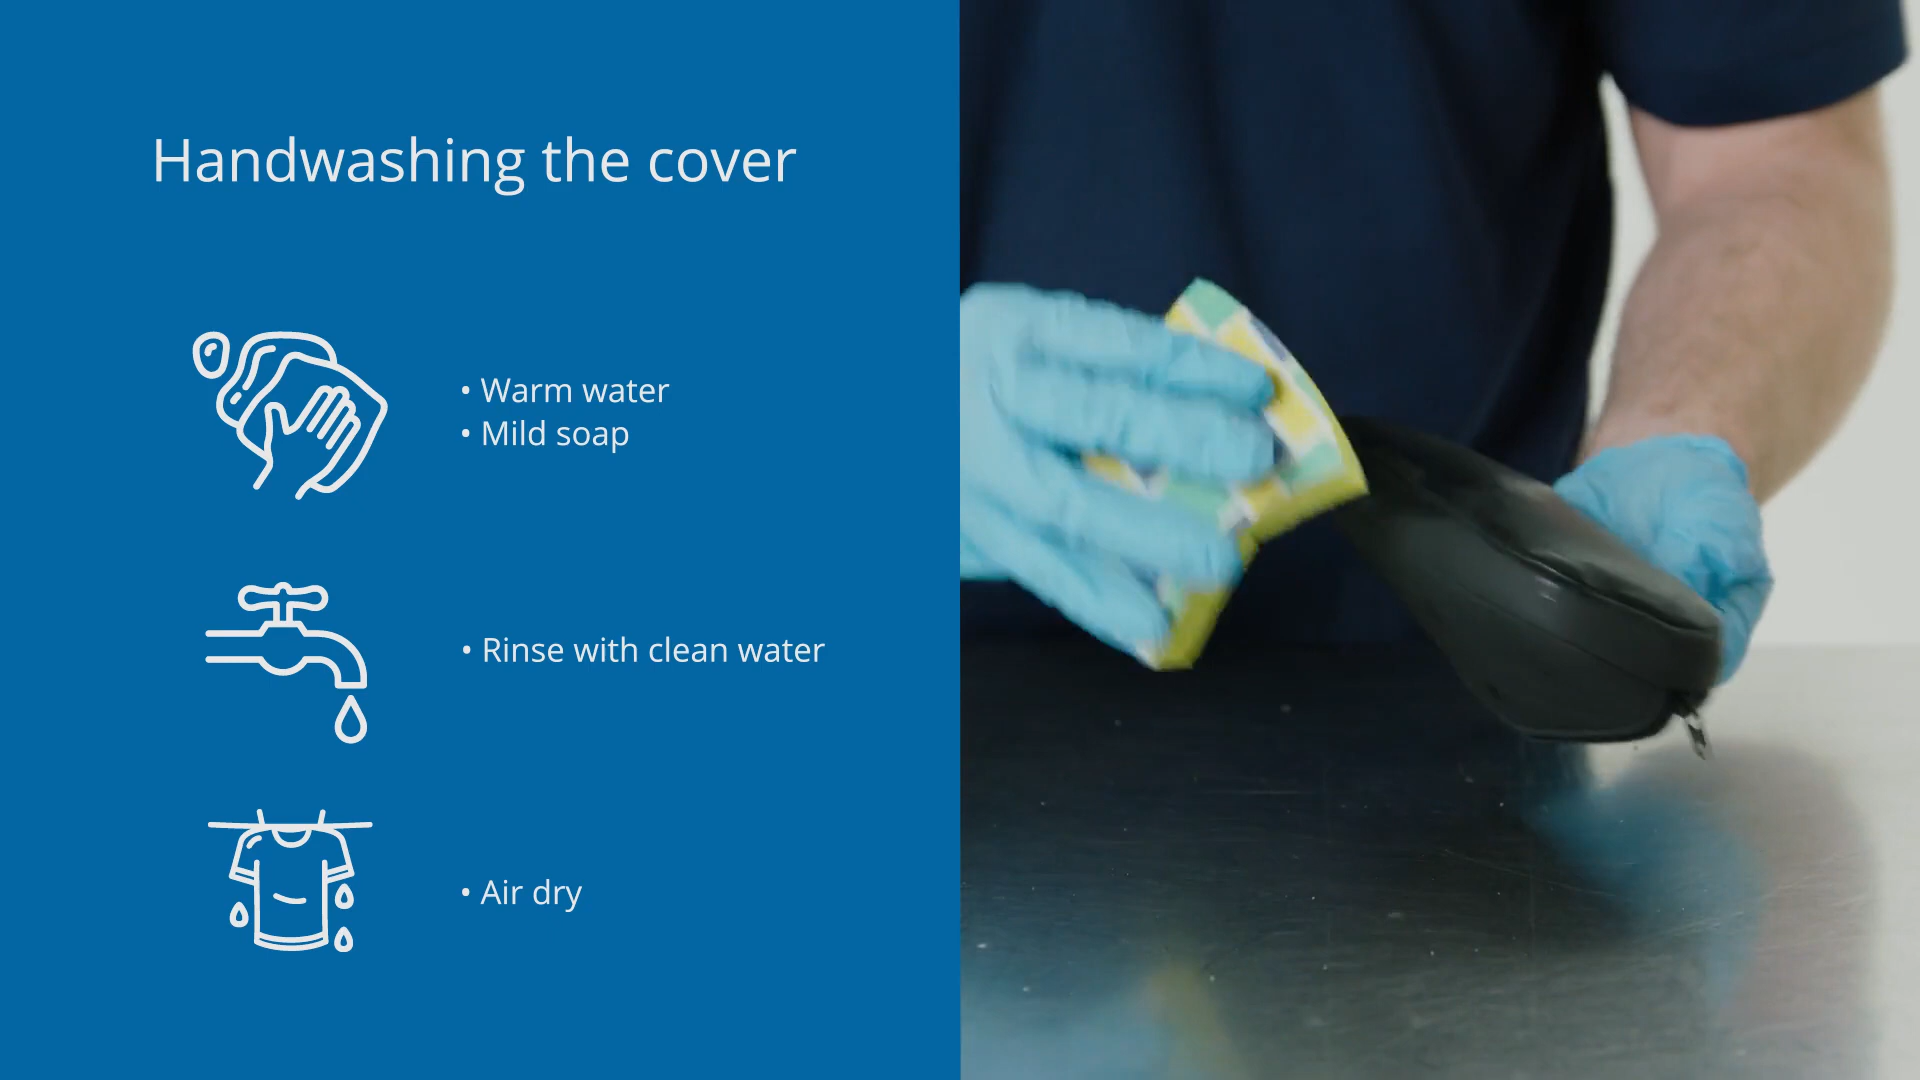 Handwashing the cover
• Warm water
• Mild soap
• Rinse with clean water
• Air dry